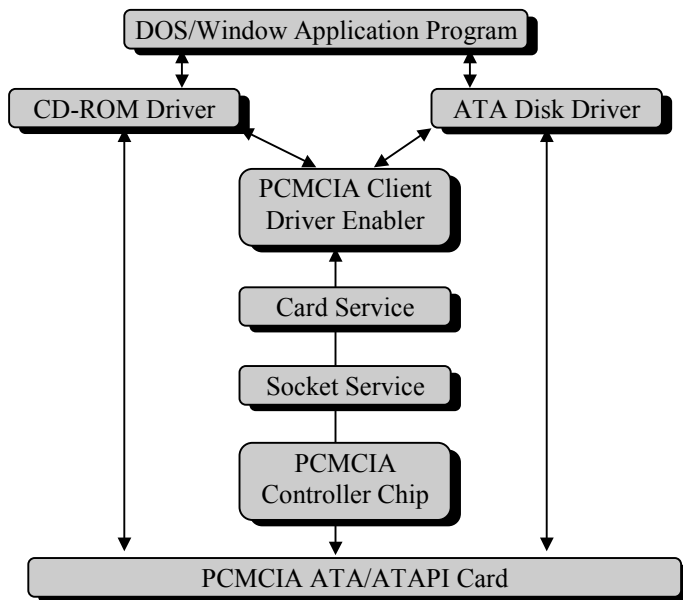 DOS/Window Application Program
CD-ROM Driver
ATA Disk Driver
PCMCIA Client
Driver Enabler
Card Service
Socket Service
PCMCIA
Controller Chip
PCMCIA ATA/ATAPI Card